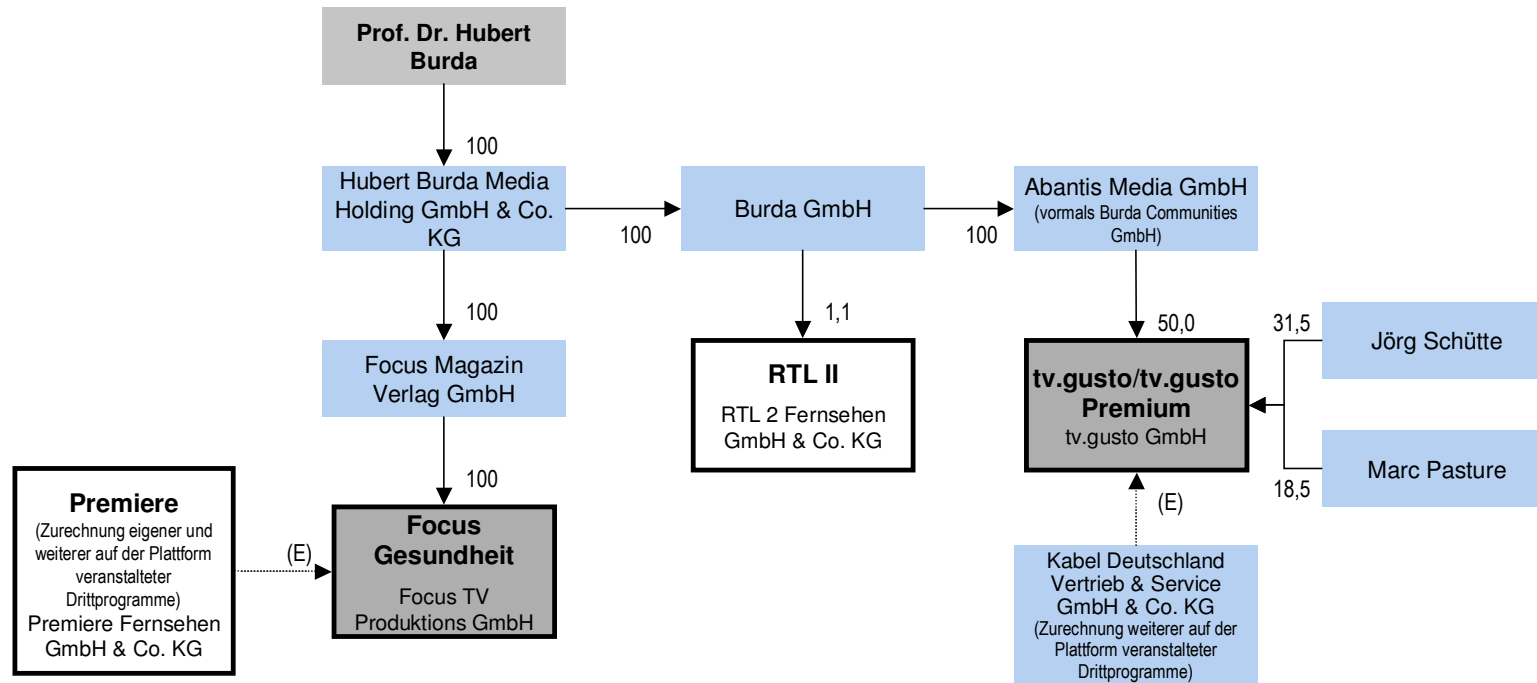 Prof. Dr. Hubert
Burda
100
Hubert Burda Media
Holding GmbH & Co.
KG
100
Burda GmbH
100
Abantis Media GmbH
(vormals Burda Communities
GmbH)
100
1,1
50,0
31,5
Jörg Schütte
Focus Magazin
Verlag GmbH
RTL II
RTL 2 Fernsehen
GmbH & Co. KG
tv.gusto/tv.gusto
Premium
tv.gusto GmbH
Marc Pasture
18,5
100
(E)
Premiere
(Zurechnung eigener und
weiterer auf der Plattform
veranstalteter
Drittprogramme)
Premiere Fernsehen
GmbH & Co. KG
(E)
Focus
Gesundheit
Focus TV
Produktions GmbH
Kabel Deutschland
Vertrieb & Service
GmbH & Co. KG
(Zurechnung weiterer auf der
Plattform veranstalteter
Drittprogramme)